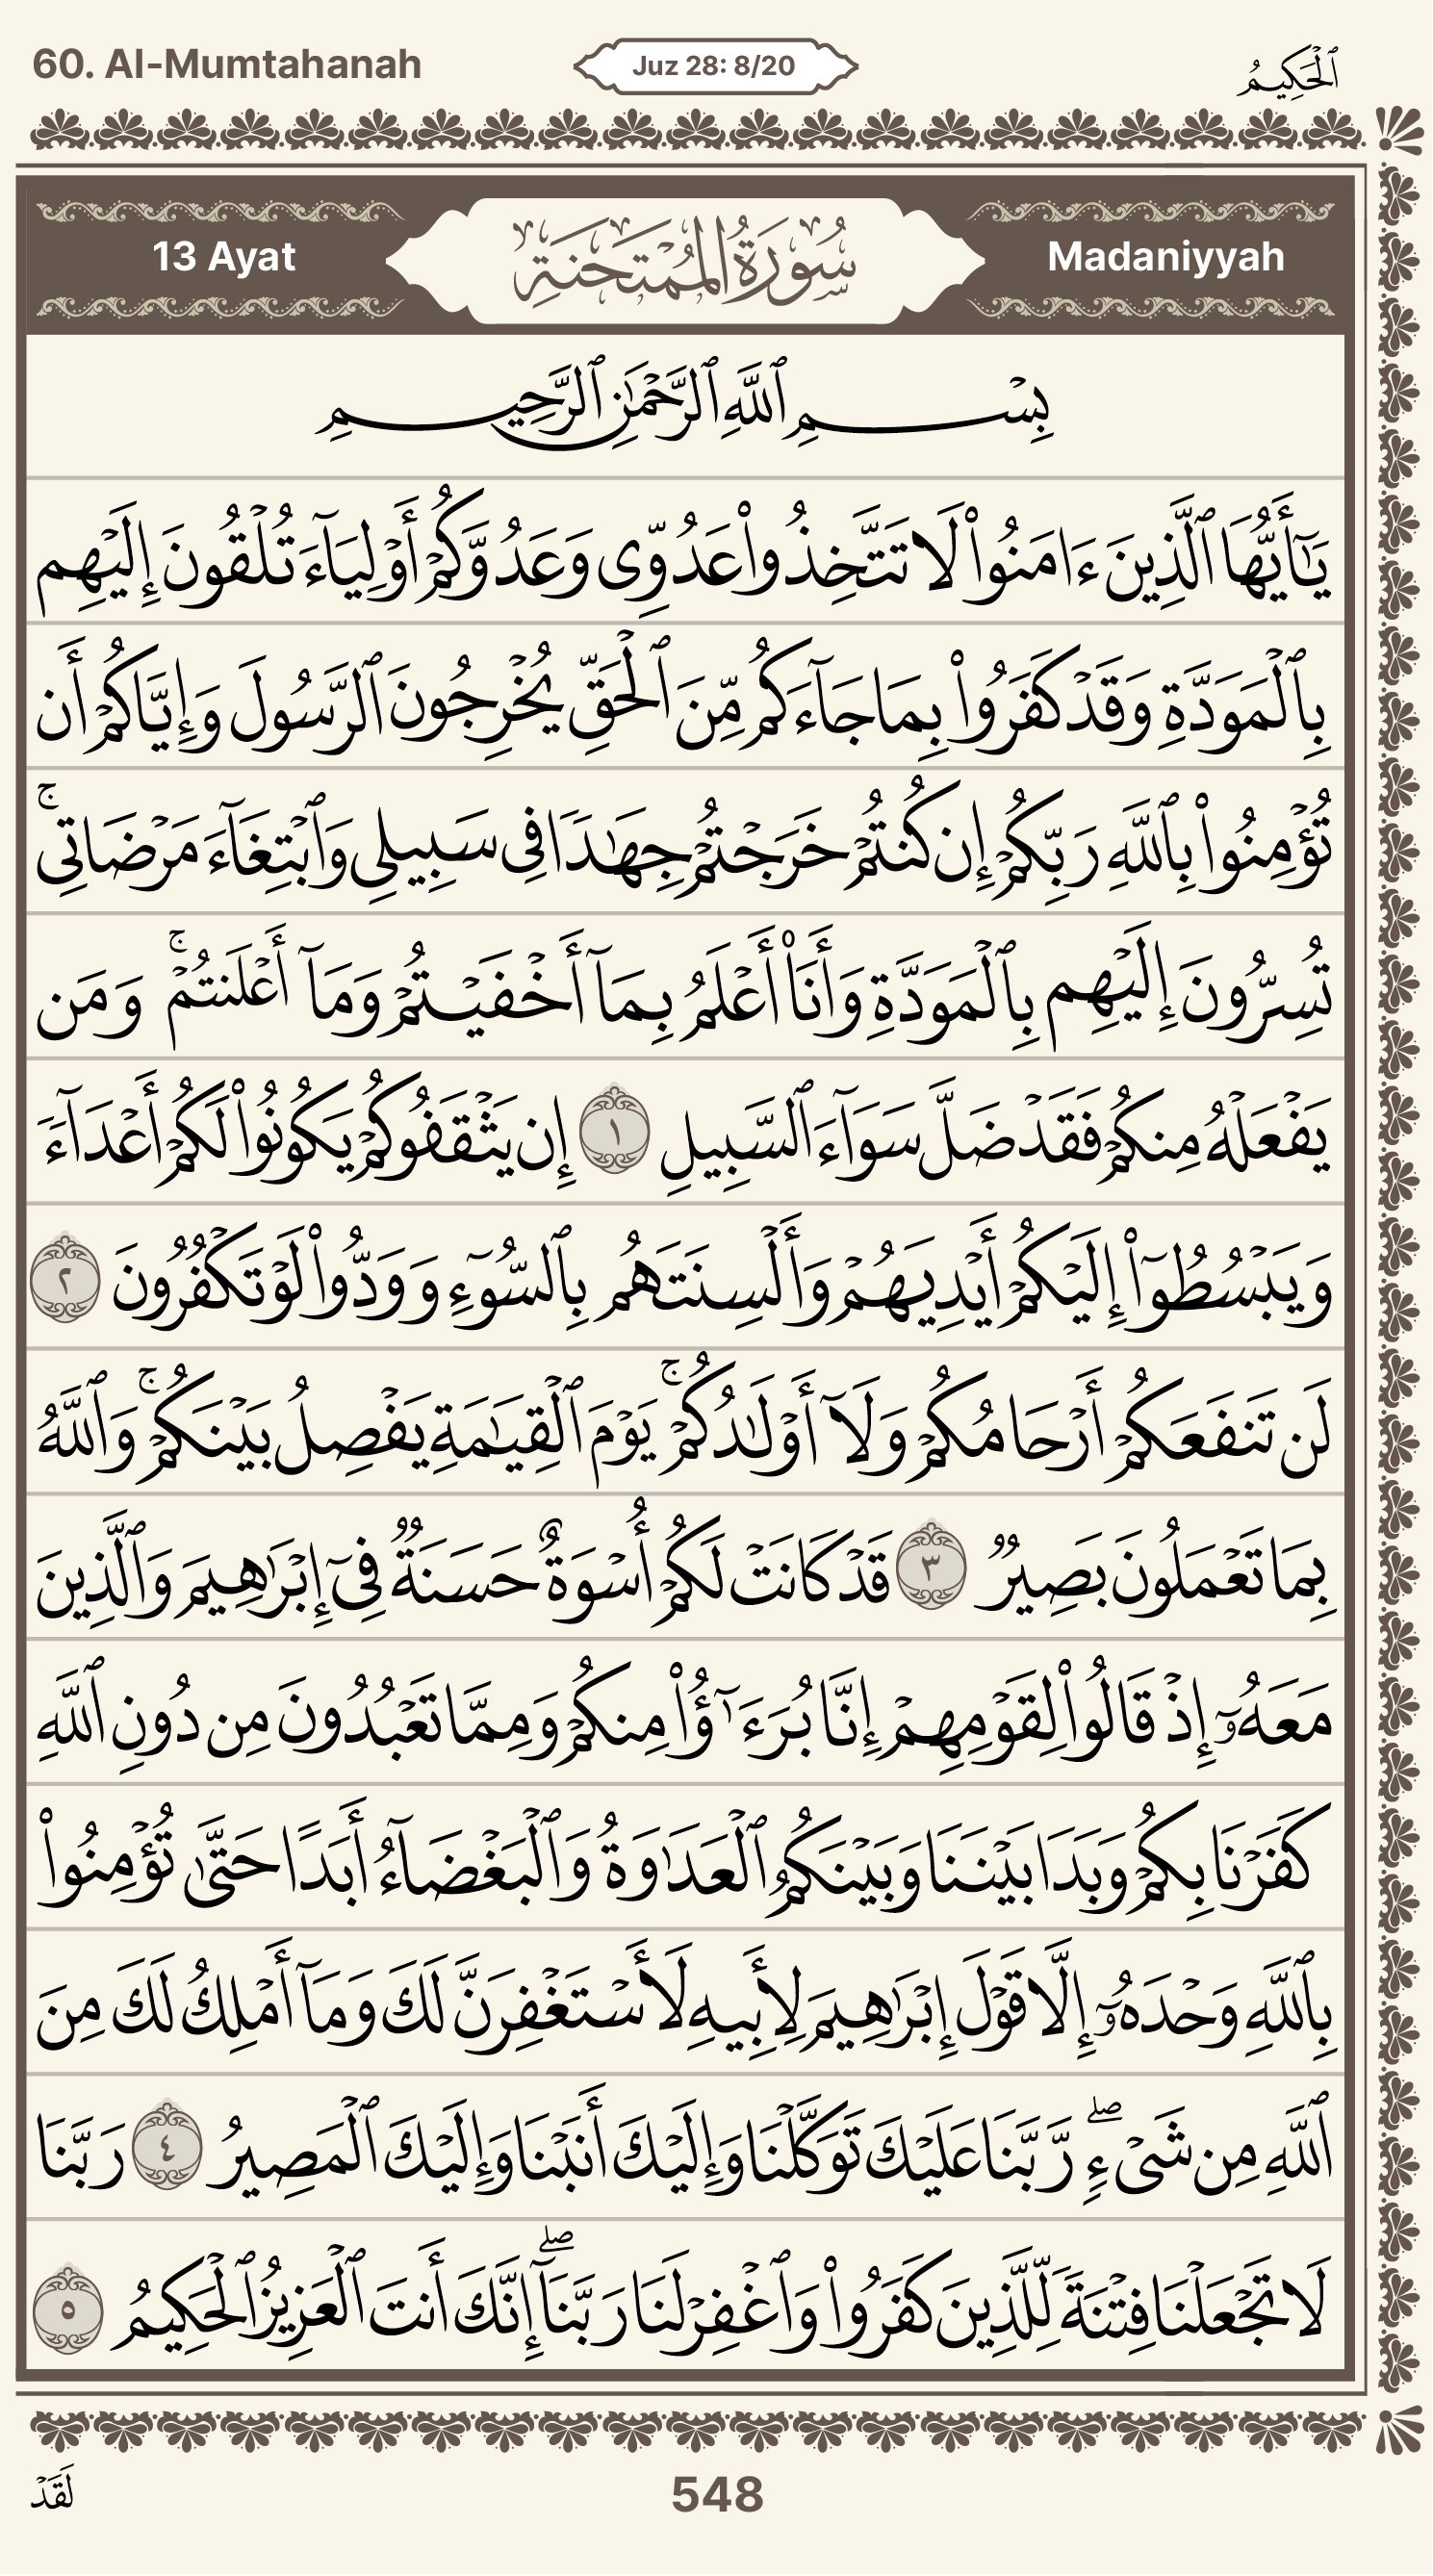 60. Al-Mumtahanah
Juz 28: 8/20
ٱلْحَكِيمُ
13 Ayat
سُورَةُ المُمْتَحَنَةِ
Madaniyyah
بِسْمِ ٱللَّهِ ٱلرَّحْمَٰنِ ٱلرَّحِيمِ
يَٰٓأَيُّهَا ٱلَّذِينَ ءَامَنُوا۟ لَا تَتَّخِذُوا۟ عَدُوِّى وَعَدُوَّكُمْ أَوْلِيَآءَ تُلْقُونَ إِلَيْهِم
بِٱلْمَوَدَّةِ وَقَدْ كَفَرُوا۟ بِمَا جَآءَكُم مِّنَ ٱلْحَقِّ يُخْرِجُونَ ٱلرَّسُولَ وَإِيَّاكُمْ أَن
تُؤْمِنُوا۟ بِٱللَّهِ رَبِّكُمْ إِن كُنتُمْ خَرَجْتُمْ جِهَٰدًا فِى سَبِيلِى وَٱبْتِغَآءَ مَرْضَاتِى ۚ
تُسِرُّونَ إِلَيْهِم بِٱلْمَوَدَّةِ وَأَنَا۠ أَعْلَمُ بِمَآ أَخْفَيْتُمْ وَمَآ أَعْلَنتُمْ ۚ وَمَن
يَفْعَلْهُ مِنكُمْ فَقَدْ ضَلَّ سَوَآءَ ٱلسَّبِيلِ ١ إِن يَثْقَفُوكُمْ يَكُونُوا۟ لَكُمْ أَعْدَآءً
وَيَبْسُطُوٓا۟ إِلَيْكُمْ أَيْدِيَهُمْ وَأَلْسِنَتَهُم بِٱلسُّوٓءِ وَوَدُّوا۟ لَوْ تَكْفُرُونَ ٢
لَن تَنفَعَكُمْ أَرْحَامُكُمْ وَلَآ أَوْلَٰدُكُمْ ۚ يَوْمَ ٱلْقِيَٰمَةِ يَفْصِلُ بَيْنَكُمْ ۚ وَٱللَّهُ
بِمَا تَعْمَلُونَ بَصِيرٌ ٣ قَدْ كَانَتْ لَكُمْ أُسْوَةٌ حَسَنَةٌ فِىٓ إِبْرَٰهِيمَ وَٱلَّذِينَ
مَعَهُۥٓ إِذْ قَالُوا۟ لِقَوْمِهِمْ إِنَّا بُرَءَٰٓؤُا۟ مِنكُمْ وَمِمَّا تَعْبُدُونَ مِن دُونِ ٱللَّهِ
كَفَرْنَا بِكُمْ وَبَدَا بَيْنَنَا وَبَيْنَكُمُ ٱلْعَدَٰوَةُ وَٱلْبَغْضَآءُ أَبَدًا حَتَّىٰ تُؤْمِنُوا۟
بِٱللَّهِ وَحْدَهُۥٓ إِلَّا قَوْلَ إِبْرَٰهِيمَ لِأَبِيهِ لَأَسْتَغْفِرَنَّ لَكَ وَمَآ أَمْلِكُ لَكَ مِنَ
ٱللَّهِ مِن شَىْءٍ ۖ رَّبَّنَا عَلَيْكَ تَوَكَّلْنَا وَإِلَيْكَ أَنَبْنَا وَإِلَيْكَ ٱلْمَصِيرُ ٤ رَبَّنَا
لَا تَجْعَلْنَا فِتْنَةً لِّلَّذِينَ كَفَرُوا۟ وَٱغْفِرْ لَنَا رَبَّنَآ ۖ إِنَّكَ أَنتَ ٱلْعَزِيزُ ٱلْحَكِيمُ ٥
548
لَقَدْ